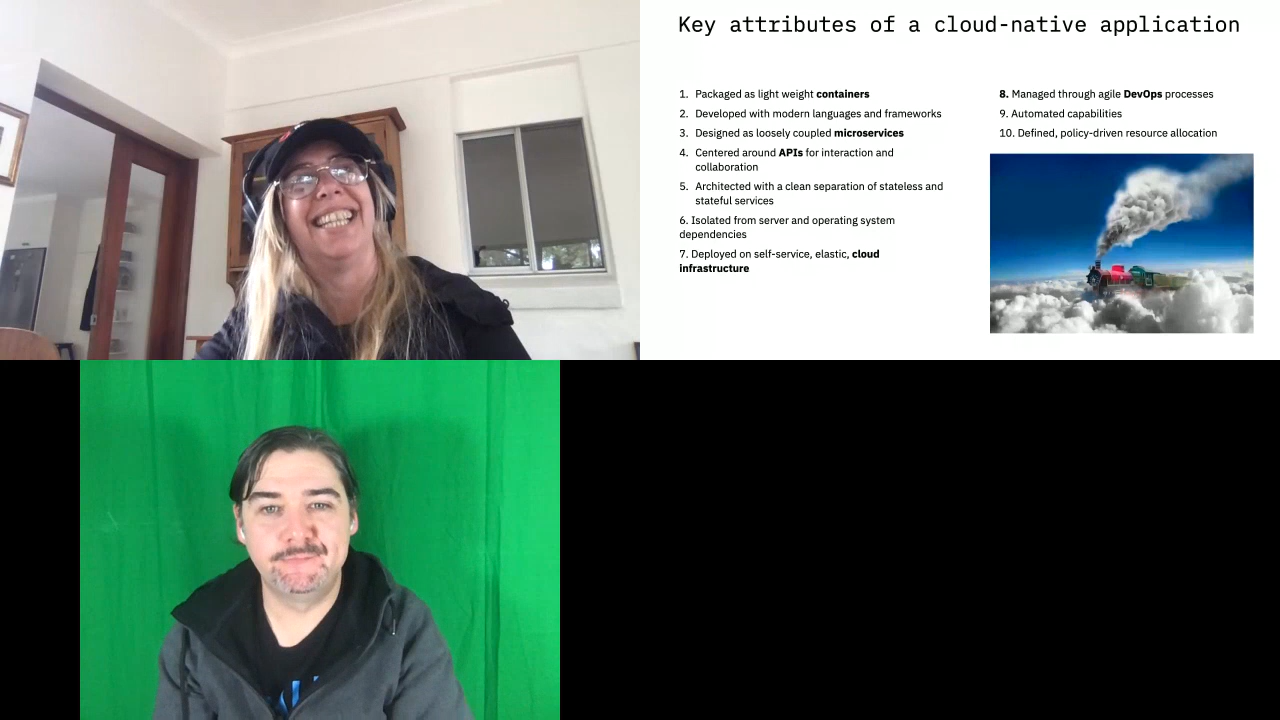 Key attributes of a cloud-native application
1. Packaged as light weight containers
2. Developed with modern languages and frameworks
3. Designed as loosely coupled microservices
4. Centered around APIs for interaction and
collaboration
5. Architected with a clean separation of stateless and
stateful services
6. Isolated from server and operating system
dependencies
7. Deployed on self-service, elastic, cloud
infrastructure
8. Managed through agile DevOps processes
9. Automated capabilities
10. Defined, policy-driven resource allocation